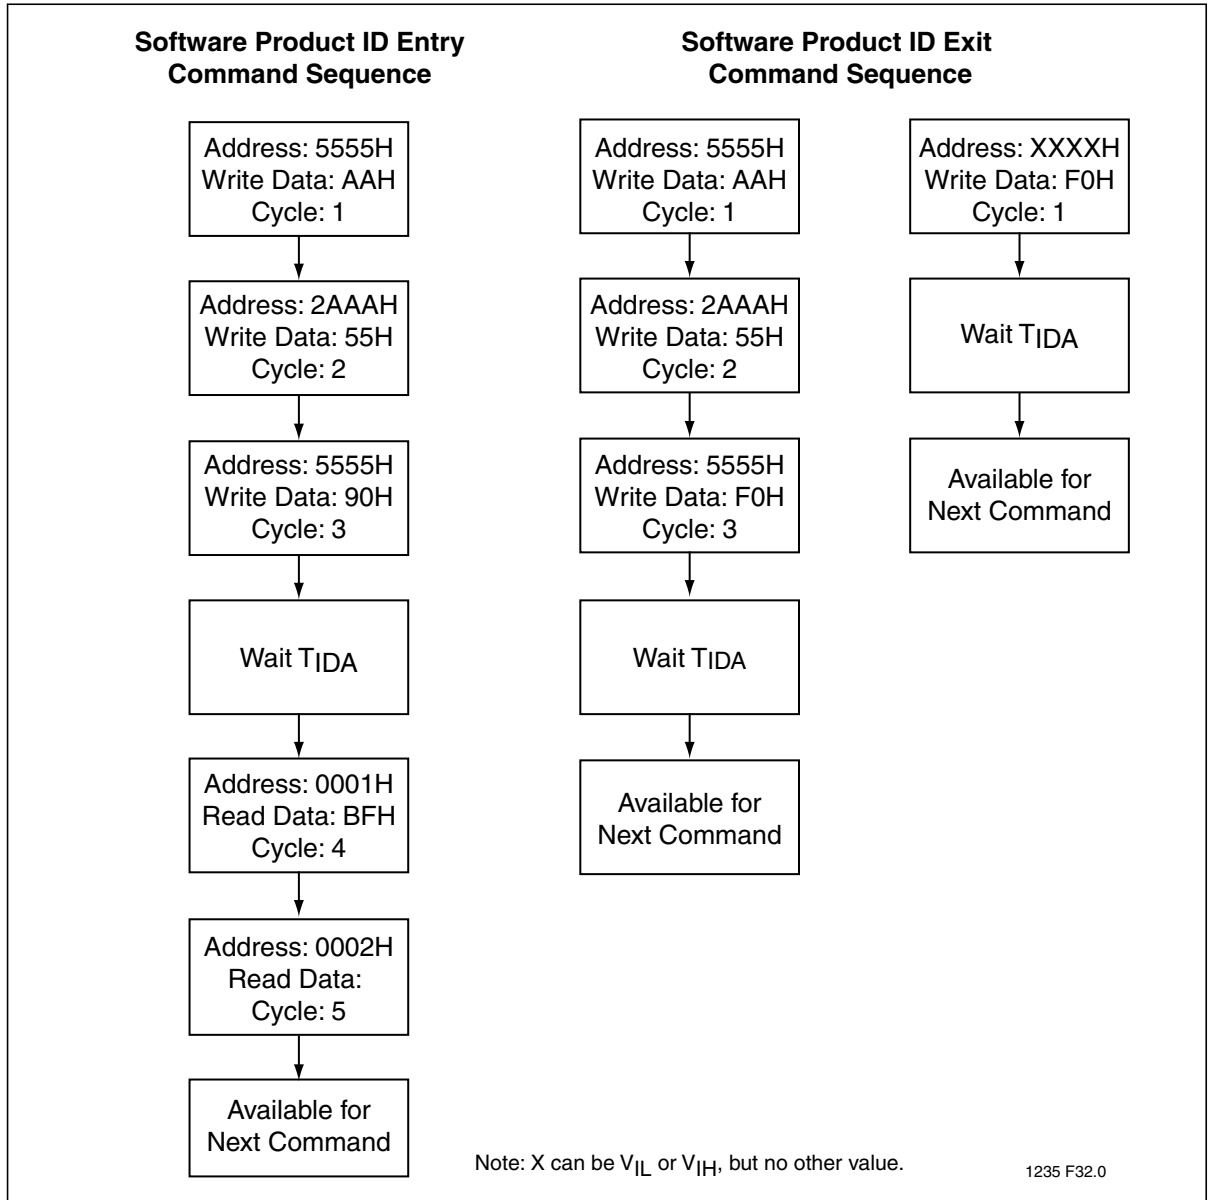 Software Product ID Entry
Command Sequence
Address: 5555H
Write Data: AAH
Cycle: 1
Address: 2AAAH
Write Data: 55H
Cycle: 2
Address: 5555H
Write Data: 90H
Cycle: 3
Wait TIDA
Address: 0001H
Read Data: BFH
Cycle: 4
Address: 0002H
Read Data:
Cycle: 5
Available for
Next Command
Software Product ID Exit
Command Sequence
Address: 5555H
Write Data: AAH
Cycle: 1
Address: 2AAAH
Write Data: 55H
Cycle: 2
Address: 5555H
Write Data: F0H
Cycle: 3
Wait TIDA
Available for
Next Command
Address: XXXXH
Write Data: F0H
Cycle: 1
Wait TIDA
Available for
Next Command
Note: X can be VIL or VIH, but no other value.
1235 F32.0